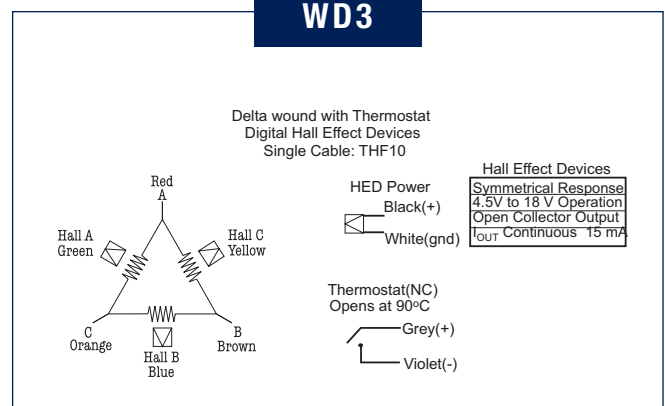 WD3
Delta wound with Thermostat
Digital Hall Effect Devices
Single Cable: THF10
Red
A
Hall A
Green
Hall C
Yellow
C
Orange
Hall B
Blue
B
Brown
HED Power
Black(+)
White(gnd)
Hall Effect Devices
Symmetrical Response
4.5V to 18 V Operation
Open Collector Output
IOUT Continuous 15 mA
Thermostat(NC)
Opens at 90ºC
Grey(+)
Violet(-)